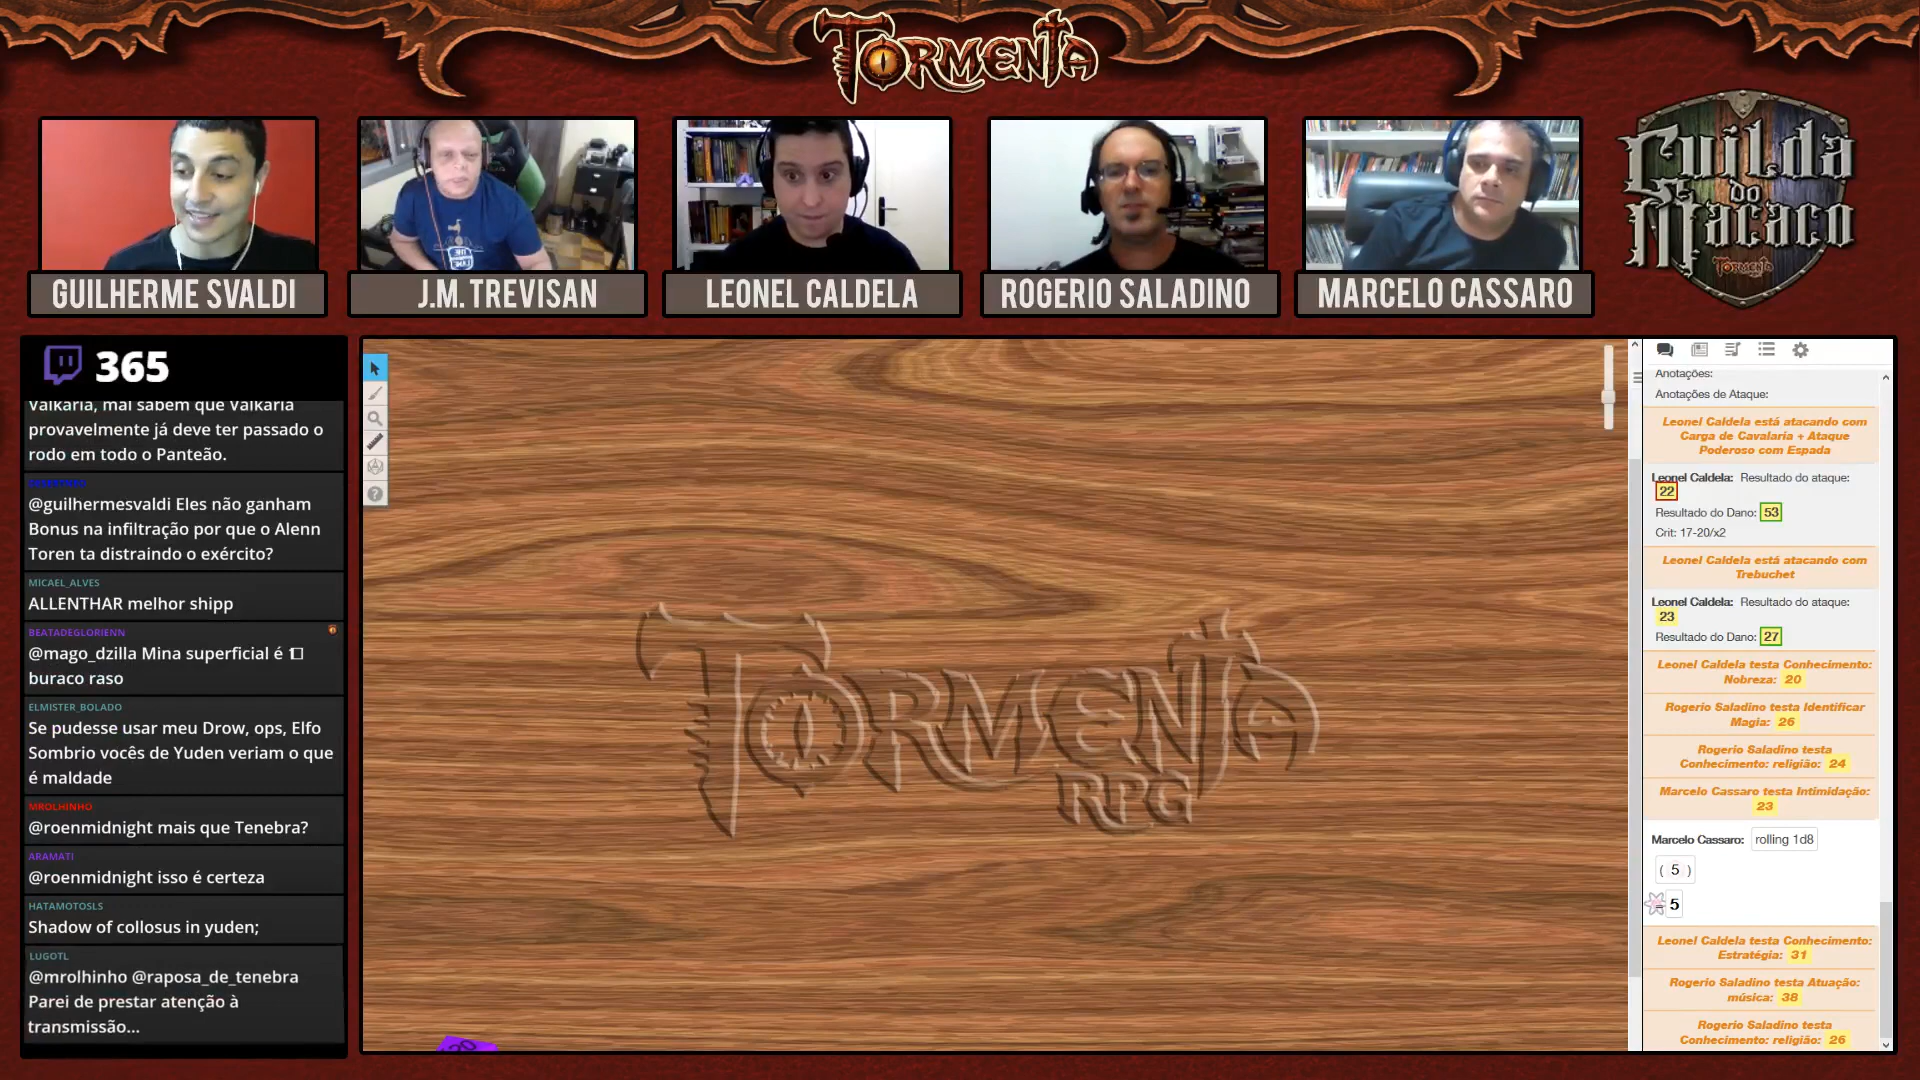 TORMENTA
Guilda
do
Macaco
TORMENTA
GUILHERME SVALDI
J.M. TREVISAN
LEONEL CALDELA
ROGERIO SALADINO
MARCELO CASSARO
365
Valkaria, mal sabem que Valkaria
provavelmente já deve ter passado o
rodo em todo o Panteão.
@guilhermesvaldi Eles não ganham
Bonus na infiltração por que o Alenn
Toren ta distraindo o exército?
MICAEL_ALVES
ALLENTHAR melhor shipp
BEATADEGLORIENN
@mago_dzilla Mina superficial é 1
buraco raso
ELMISTER_BOLADO
Se pudesse usar meu Drow, ops, Elfo
Sombrio vocês de Yuden veriam o que
é maldade
MROLHINHO
@roenmidnight mais que Tenebra?
ARAMATI
@roenmidnight isso é certeza
HATAMOTOSLS
Shadow of collosus in yuden;
LUGOTL
@mrolhinho @raposa_de_tenebra
Parei de prestar atenção à
transmissão...
TORMENTA
RPG
Anotações:
Anotações de Ataque:
Leonel Caldela está atacando com
Carga de Cavalaria + Ataque
Poderoso com Espada
Leonel Caldela: Resultado do ataque:
22
Resultado do Dano: 53
Crit: 17-20/x2
Leonel Caldela está atacando com
Trebuchet
Leonel Caldela: Resultado do ataque:
23
Resultado do Dano: 27
Leonel Caldela testa Conhecimento:
Nobreza: 20
Rogerio Saladino testa Identificar
Magia: 26
Rogerio Saladino testa
Conhecimento: religião: 24
Marcelo Cassaro testa Intimidação:
23
Marcelo Cassaro: rolling 1d8
( 5 )
= 5
Leonel Caldela testa Conhecimento:
Estratégia: 31
Rogerio Saladino testa Atuação:
música: 38
Rogerio Saladino testa
Conhecimento: religião: 26